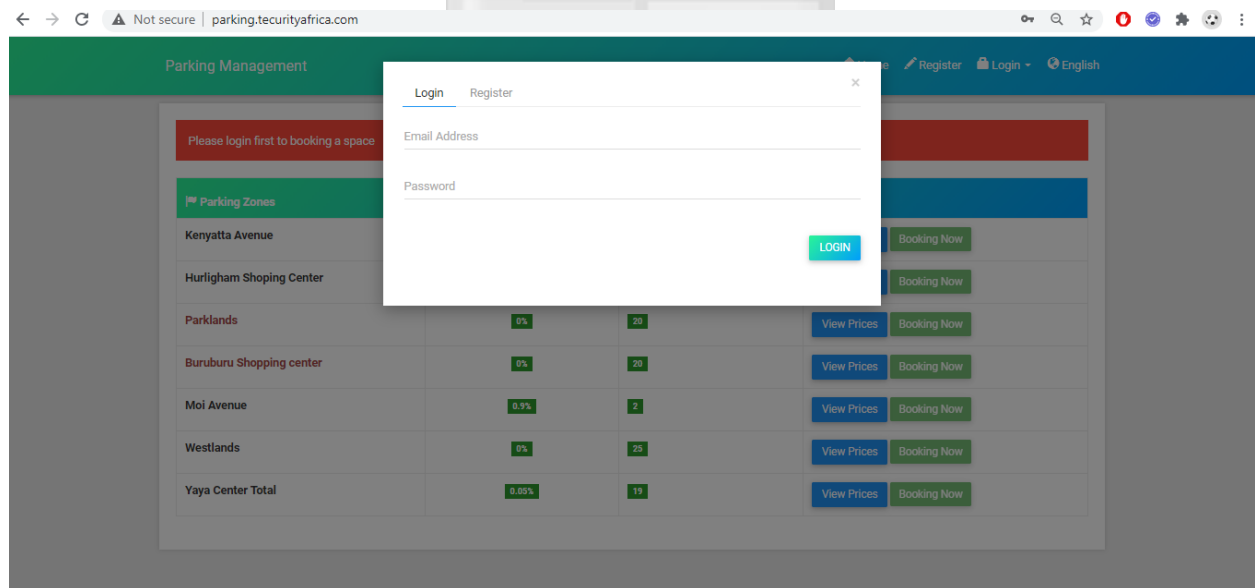 Not secure | parking.tecurityafrica.com
Parking Management
Register Login English
Login Register ×
Please login first to booking a space
Email Address
Password
LOGIN
Parking Zones
Kenyatta Avenue Booking Now
Hurligham Shoping Center Booking Now
Parklands 0% 20 View Prices Booking Now
Buruburu Shopping center 0% 20 View Prices Booking Now
Moi Avenue 0.9% 2 View Prices Booking Now
Westlands 0% 25 View Prices Booking Now
Yaya Center Total 0.05% 19 View Prices Booking Now